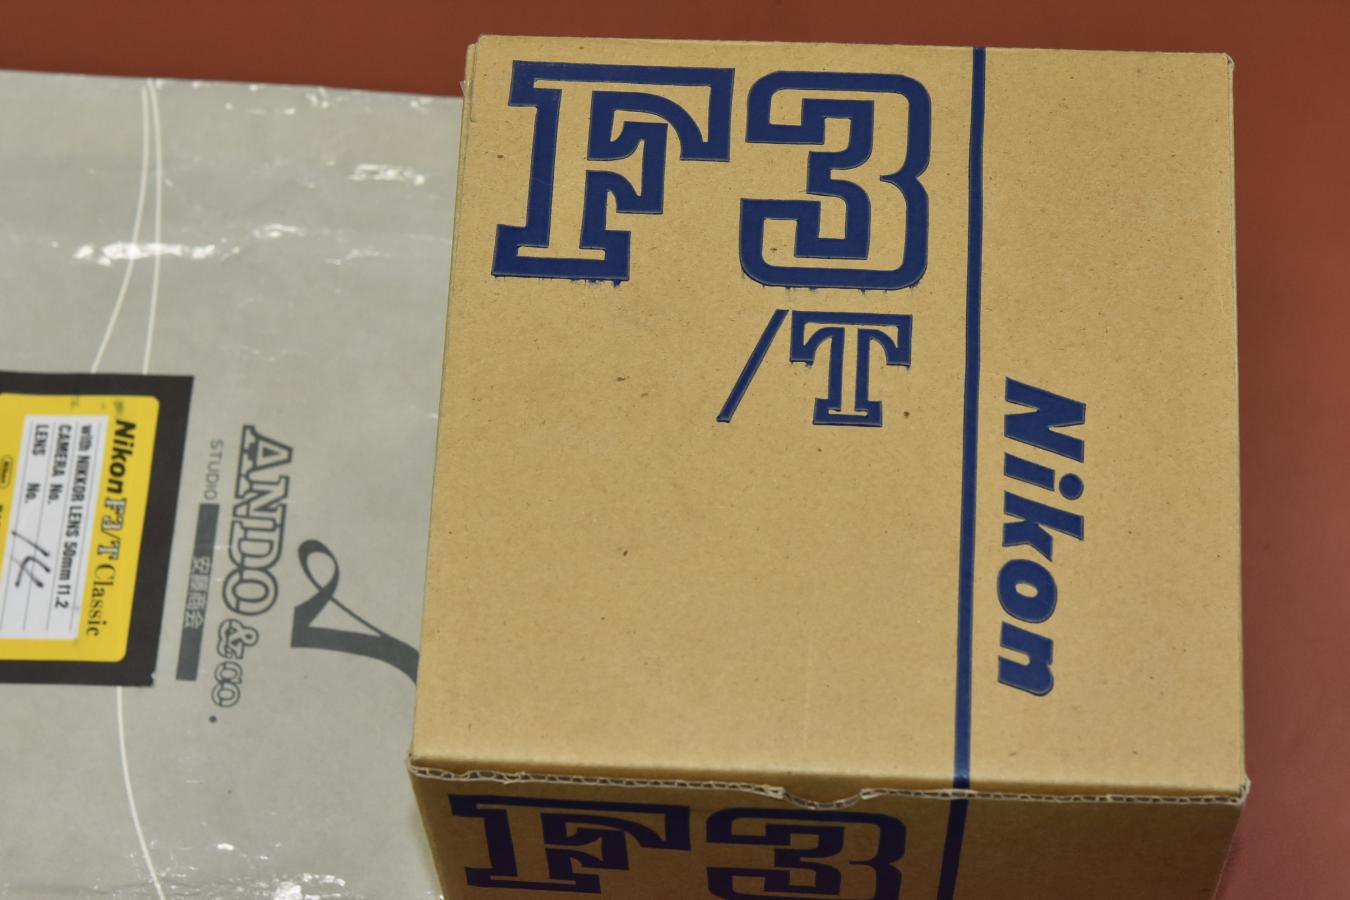 F3
/T
Nikon
F3
Nikon F3/T Classic
with NIKKOR LENS 50mm f1.2
CAMERA No.
LENS No.
14
ANDO & CO.
STUDIO
安藤商会